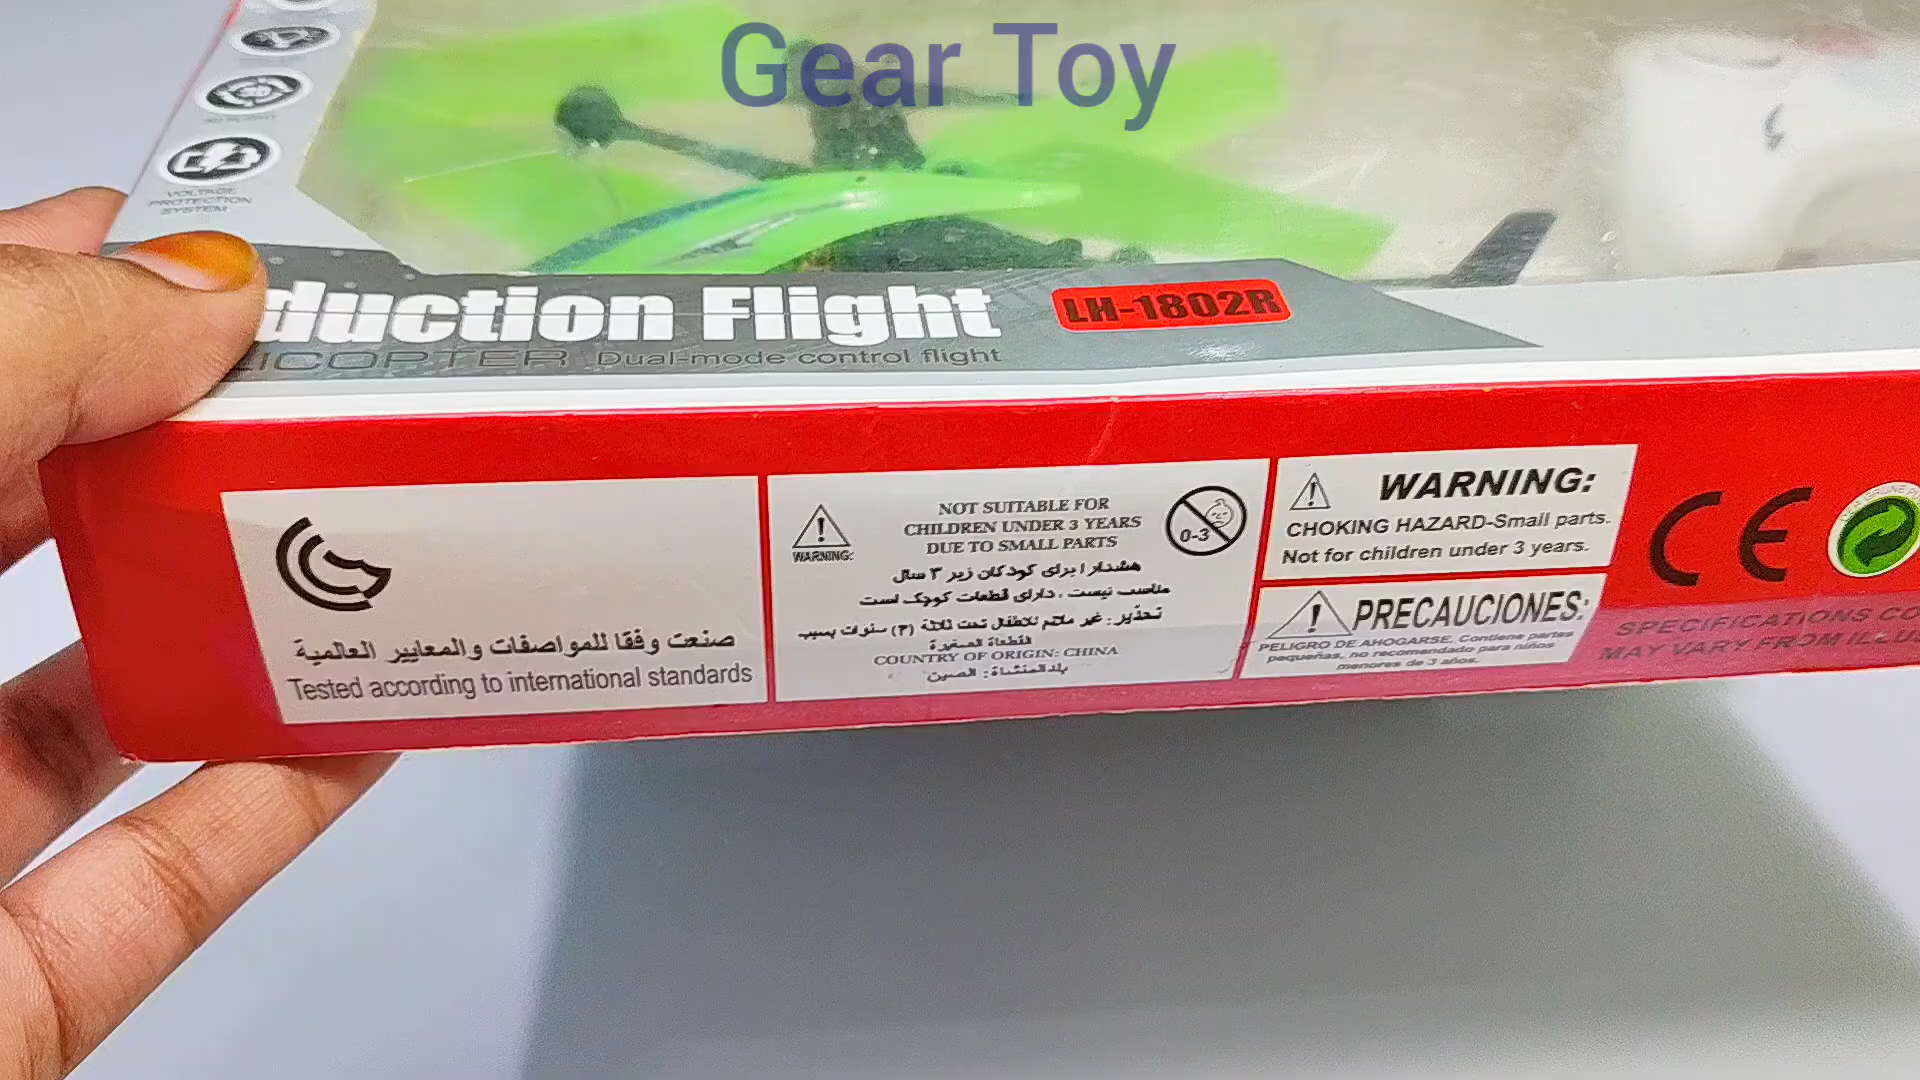 Gear Toy
VOLTAGE
PROTECTION
SYSTEM
duction Flight
LH-1802R
ICOPTER Dual-mode control flight
صنعت وفقا للمواصفات والمعايير العالمية
Tested according to international standards
WARNING:
NOT SUITABLE FOR
CHILDREN UNDER 3 YEARS
DUE TO SMALL PARTS
0-3
هشدار ! برای کودکان زیر ۳ سال
مناسب نیست ، دارای قطعات کوچک است
تحذير: غير ملائم للاطفال تحت ثلاثة (٣) سنوات بسبب
القطعاة الصغيرة
COUNTRY OF ORIGIN: CHINA
بلد المنشاة: الصين
WARNING:
CHOKING HAZARD-Small parts.
Not for children under 3 years.
PRECAUCIONES:
PELIGRO DE AHOGARSE. Contiene partes
pequeñas, no recomendado para niños
menores de 3 años.
CE
SPECIFICATIONS CO
MAY VARY FROM ILLUS